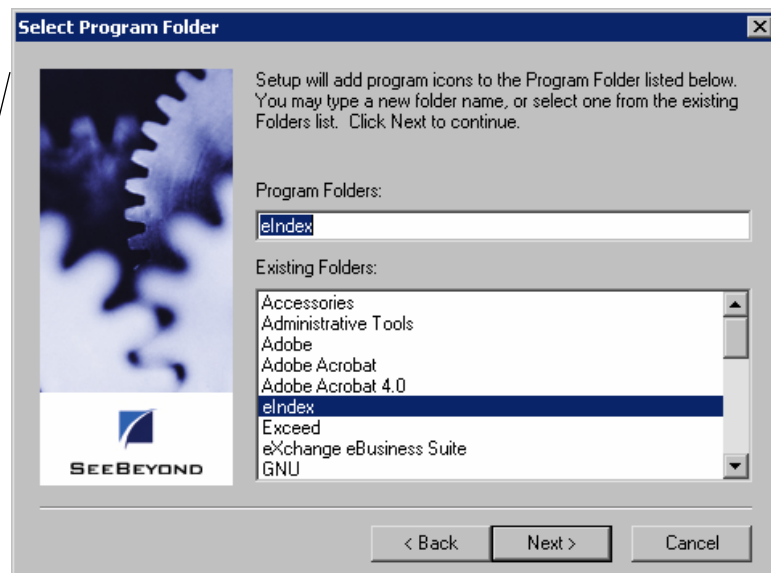 Select Program Folder
Setup will add program icons to the Program Folder listed below.
You may type a new folder name, or select one from the existing
Folders list. Click Next to continue.
Program Folders:
eIndex
Existing Folders:
Accessories
Administrative Tools
Adobe
Adobe Acrobat
Adobe Acrobat 4.0
eIndex
Exceed
eXchange eBusiness Suite
GNU
SEEBEYOND
< Back
Next >
Cancel